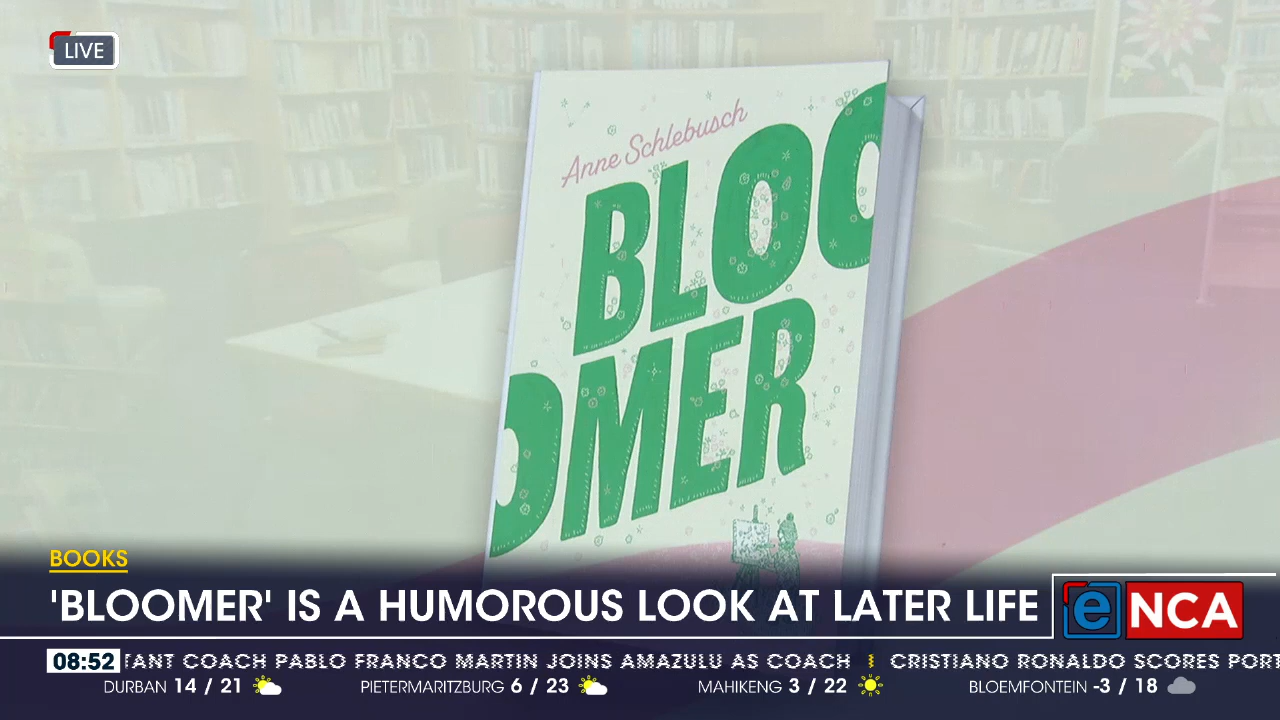 LIVE
Anne Schlebusch
BLOO
OMER
BOOKS
'BLOOMER' IS A HUMOROUS LOOK AT LATER LIFE
eNCA
08:52 TANT COACH PABLO FRANCO MARTIN JOINS AMAZULU AS COACH CRISTIANO RONALDO SCORES PORT
DURBAN 14 / 21 PIETERMARITZBURG 6 / 23 MAHIKENG 3 / 22 BLOEMFONTEIN -3 / 18